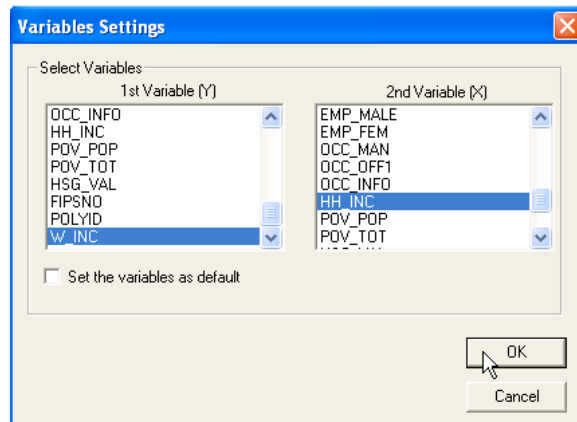 Variables Settings
Select Variables
1st Variable (Y)
2nd Variable (X)
OCC_INFO
HH_INC
POV_POP
POV_TOT
HSG_VAL
FIPSNO
POLYID
W_INC
EMP_MALE
EMP_FEM
OCC_MAN
OCC_OFF1
OCC_INFO
HH_INC
POV_POP
POV_TOT
Set the variables as default
OK
Cancel